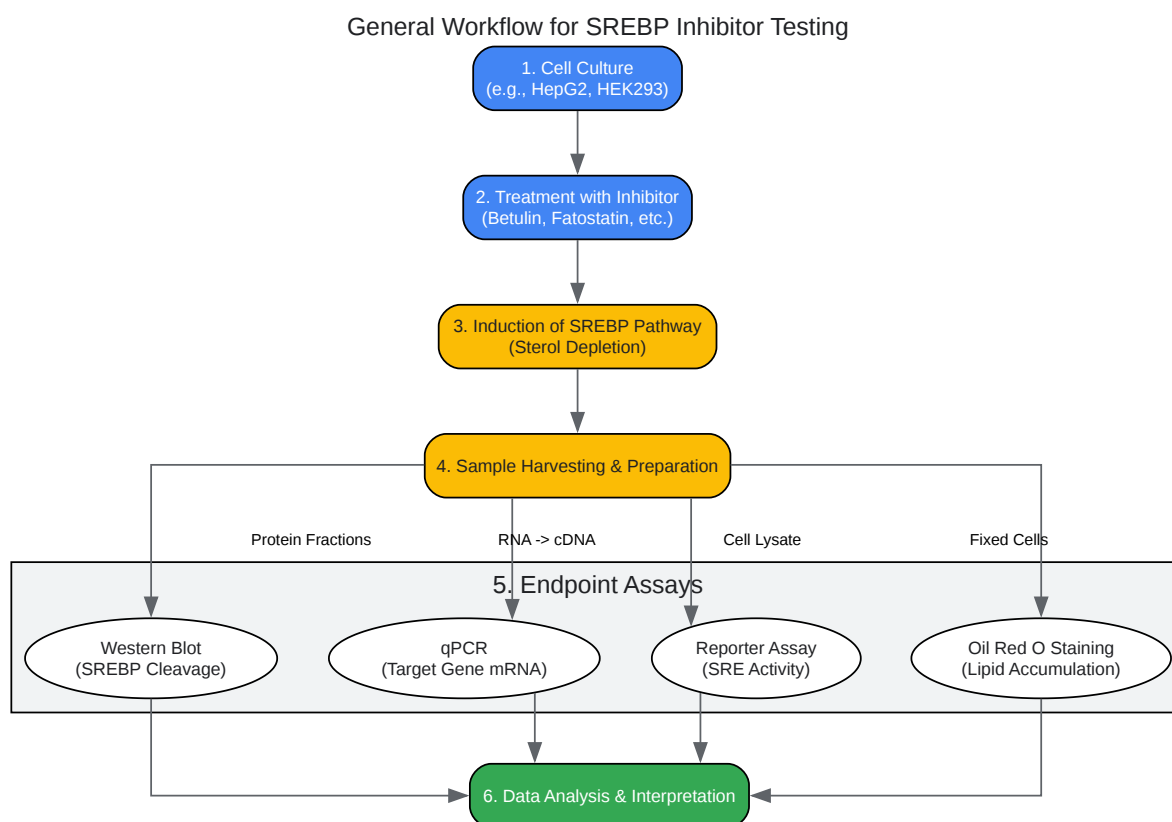 General Workflow for SREBP Inhibitor Testing
1. Cell Culture
(e.g., HepG2, HEK293)
2. Treatment with Inhibitor
(Betulin, Fatostatin, etc.)
3. Induction of SREBP Pathway
(Sterol Depletion)
4. Sample Harvesting & Preparation
Protein Fractions
RNA -> cDNA
Cell Lysate
Fixed Cells
5. Endpoint Assays
Western Blot
(SREBP Cleavage)
qPCR
(Target Gene mRNA)
Reporter Assay
(SRE Activity)
Oil Red O Staining
(Lipid Accumulation)
6. Data Analysis & Interpretation